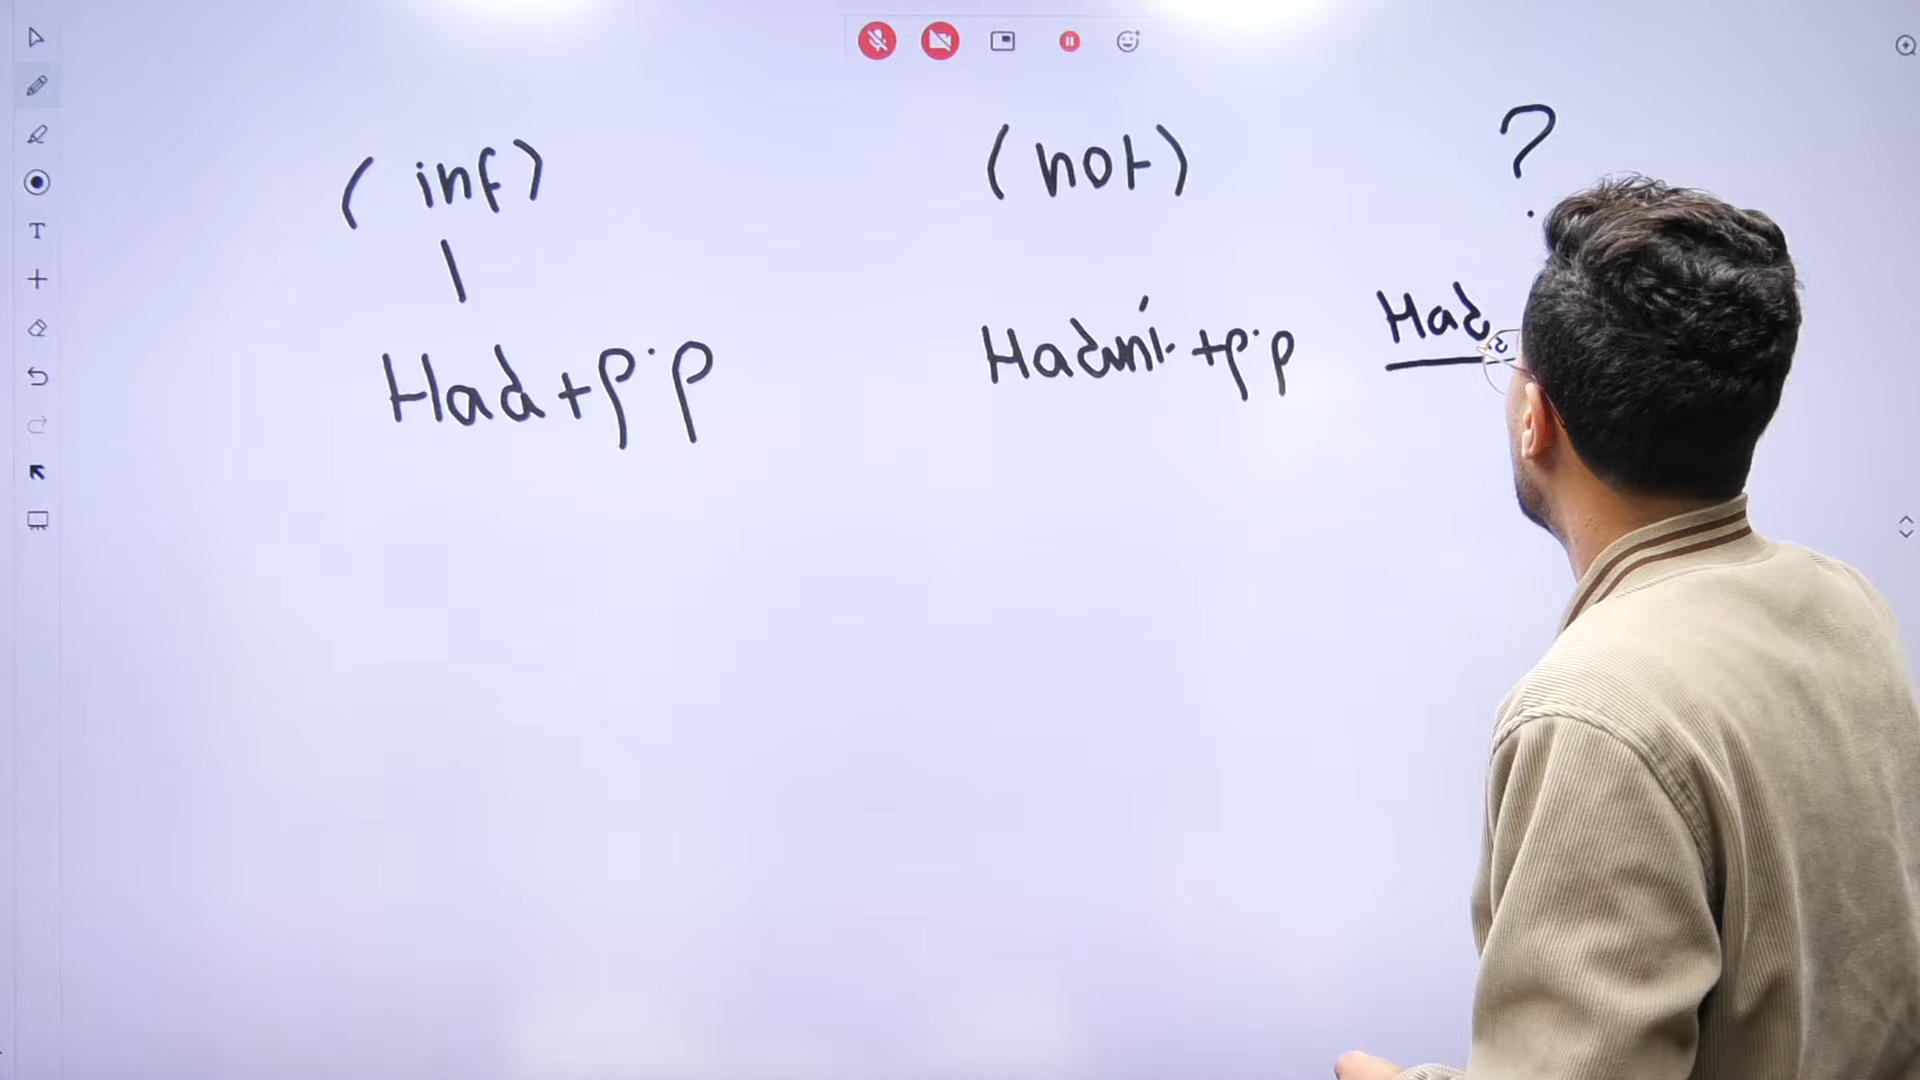 ( inf ) ( not ) ?
Had + p.p Hadn't + p.p Had
T